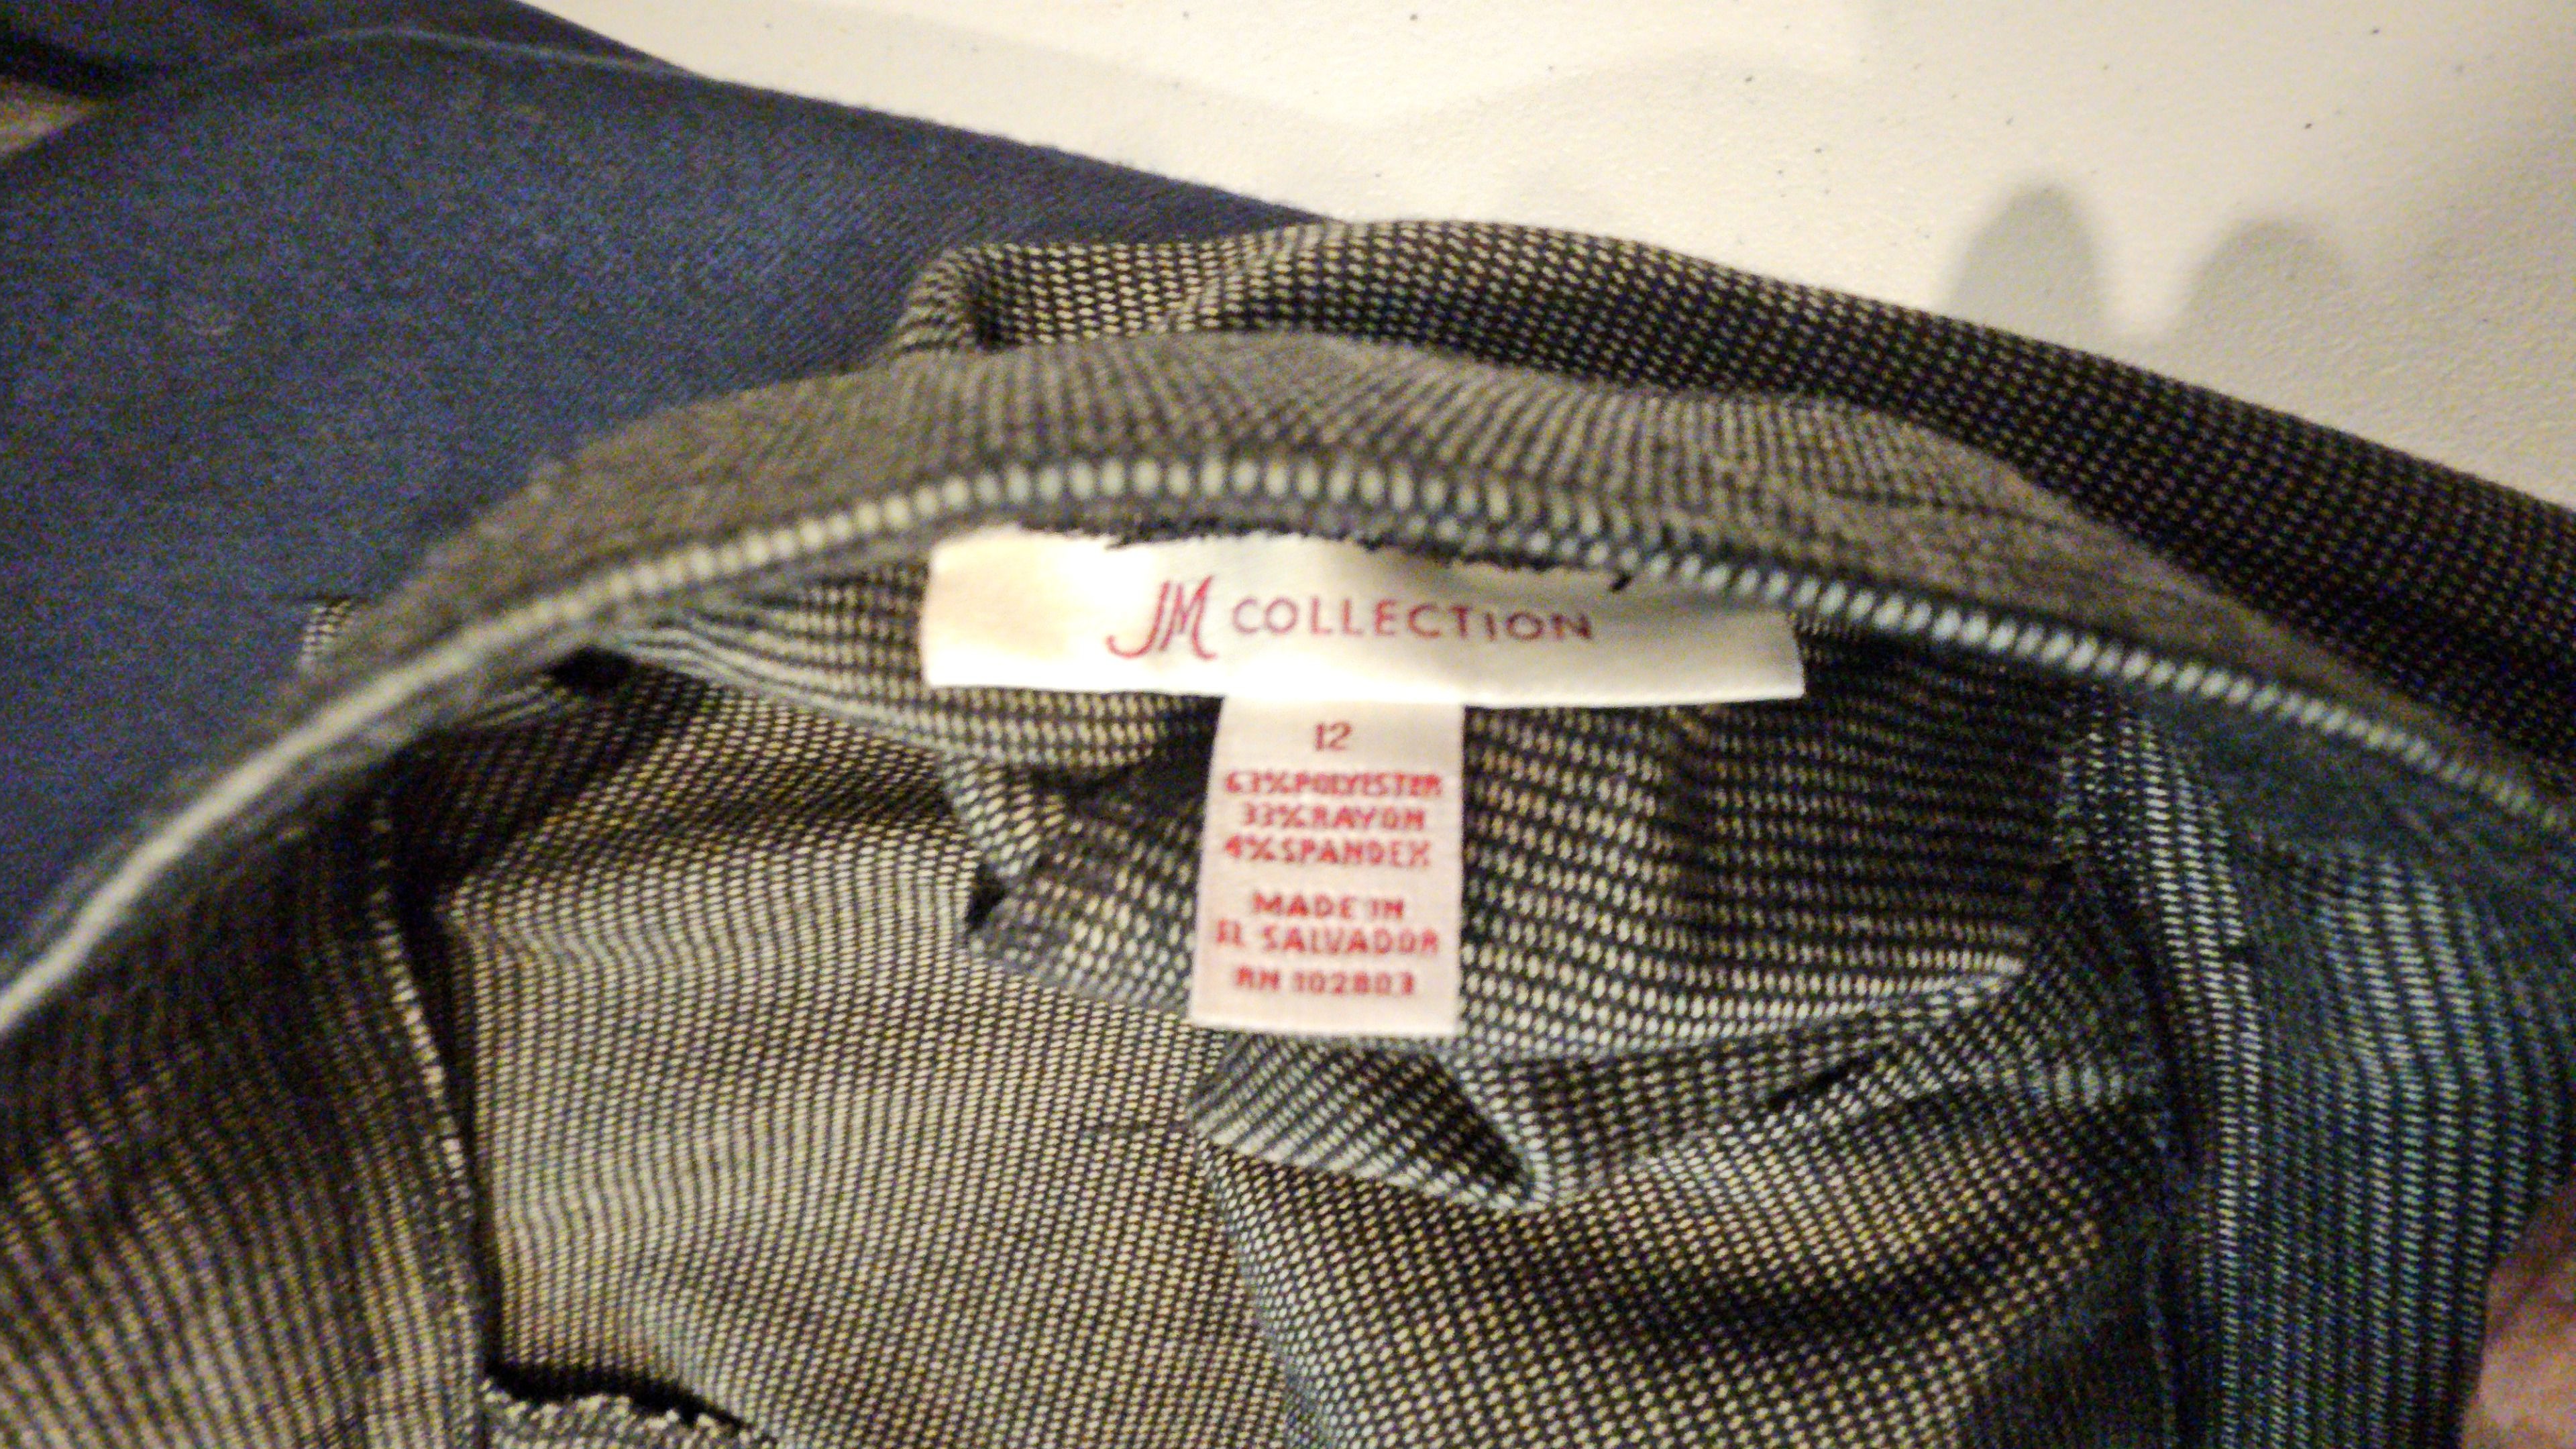 JM COLLECTION
12
63% POLYESTER
33% RAYON
4% SPANDEX
MADE IN
EL SALVADOR
RN 102803